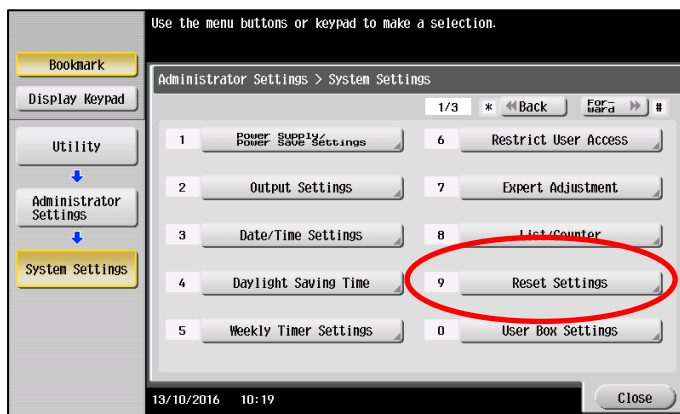 Use the menu buttons or keypad to make a selection.
Bookmark
Display Keypad
Utility
Administrator
Settings
System Settings
Administrator Settings > System Settings
1/3 * Back For-
ward #
1 Power Supply/
Power Save Settings
2 Output Settings
3 Date/Time Settings
4 Daylight Saving Time
5 Weekly Timer Settings
6 Restrict User Access
7 Expert Adjustment
8 List/Counter
9 Reset Settings
0 User Box Settings
13/10/2016 10:19
Close